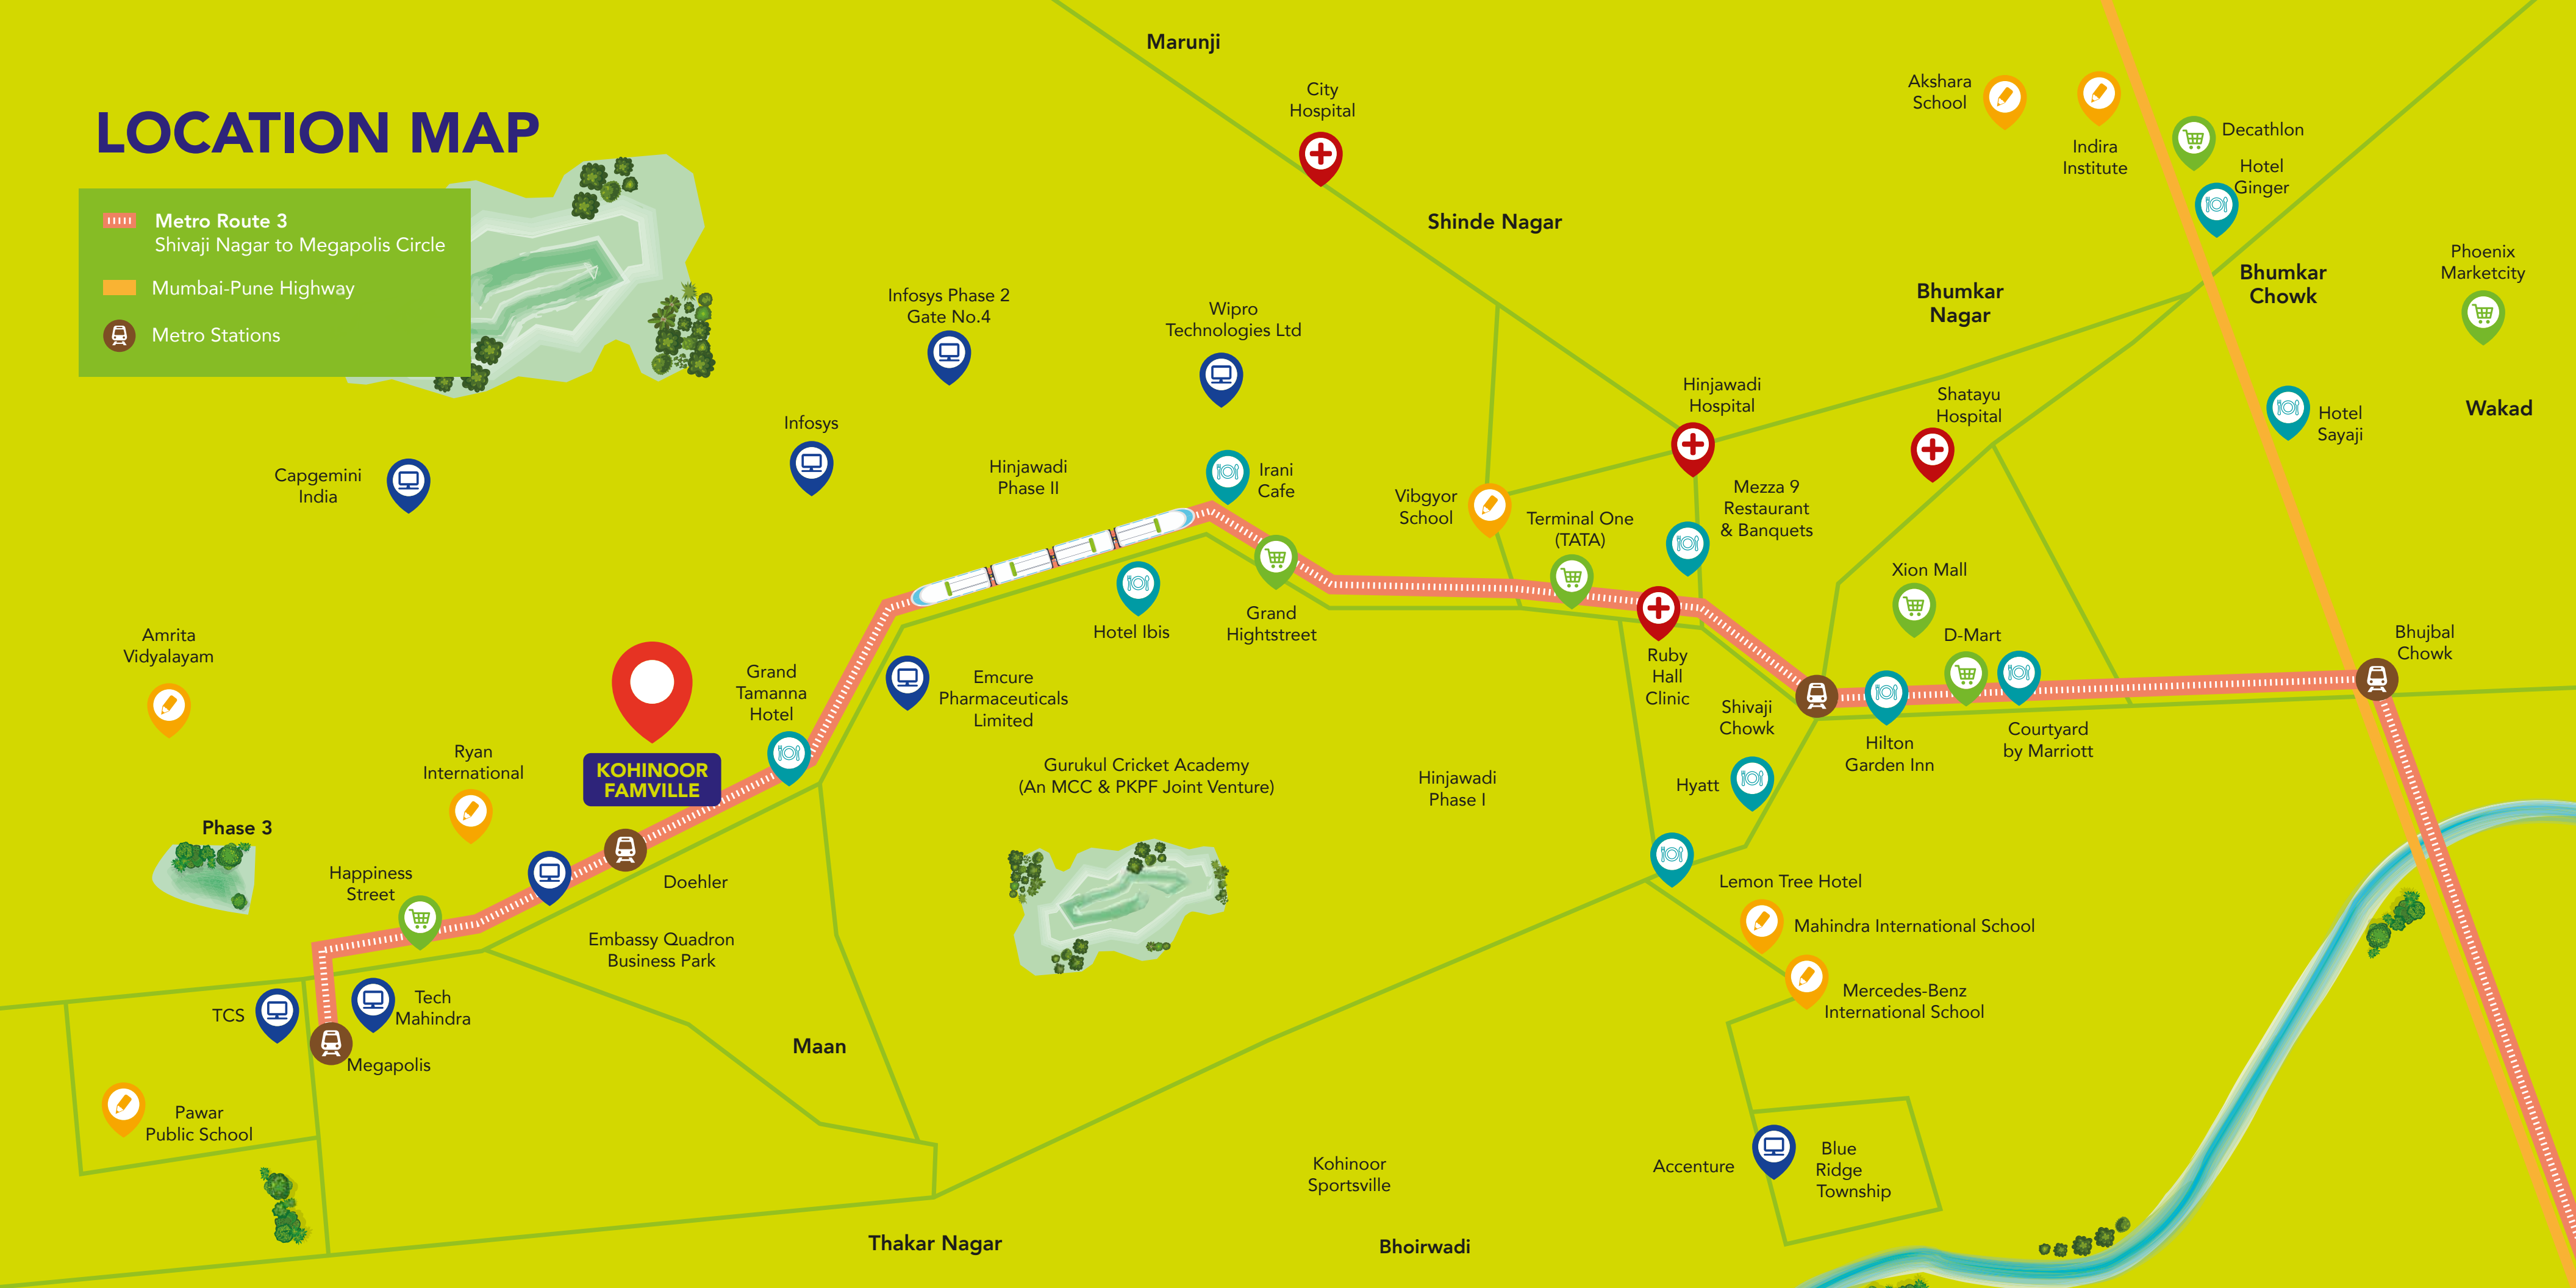 LOCATION MAP
Metro Route 3
Shivaji Nagar to Megapolis Circle
Mumbai-Pune Highway
Metro Stations
Marunji
City
Hospital
Shinde Nagar
Akshara
School
Indira
Institute
Decathlon
Hotel
Ginger
Bhumkar
Chowk
Phoenix
Marketcity
Bhumkar
Nagar
Wakad
Hotel
Sayaji
Infosys Phase 2
Gate No.4
Wipro
Technologies Ltd
Hinjawadi
Hospital
Shatayu
Hospital
Infosys
Capgemini
India
Hinjawadi
Phase II
Irani
Cafe
Vibgyor
School
Terminal One
(TATA)
Mezza 9
Restaurant
& Banquets
Xion Mall
D-Mart
Bhujbal
Chowk
Hotel Ibis
Grand
Hightstreet
Amrita
Vidyalayam
Grand
Tamanna
Hotel
Emcure
Pharmaceuticals
Limited
Ruby
Hall
Clinic
Shivaji
Chowk
Hilton
Garden Inn
Courtyard
by Marriott
KOHINOOR
FAMVILLE
Ryan
International
Gurukul Cricket Academy
(An MCC & PKPF Joint Venture)
Hinjawadi
Phase I
Hyatt
Phase 3
Happiness
Street
Doehler
Lemon Tree Hotel
Mahindra International School
Embassy Quadron
Business Park
Mercedes-Benz
International School
TCS
Tech
Mahindra
Megapolis
Maan
Pawar
Public School
Kohinoor
Sportsville
Accenture
Blue
Ridge
Township
Thakar Nagar
Bhoirwadi